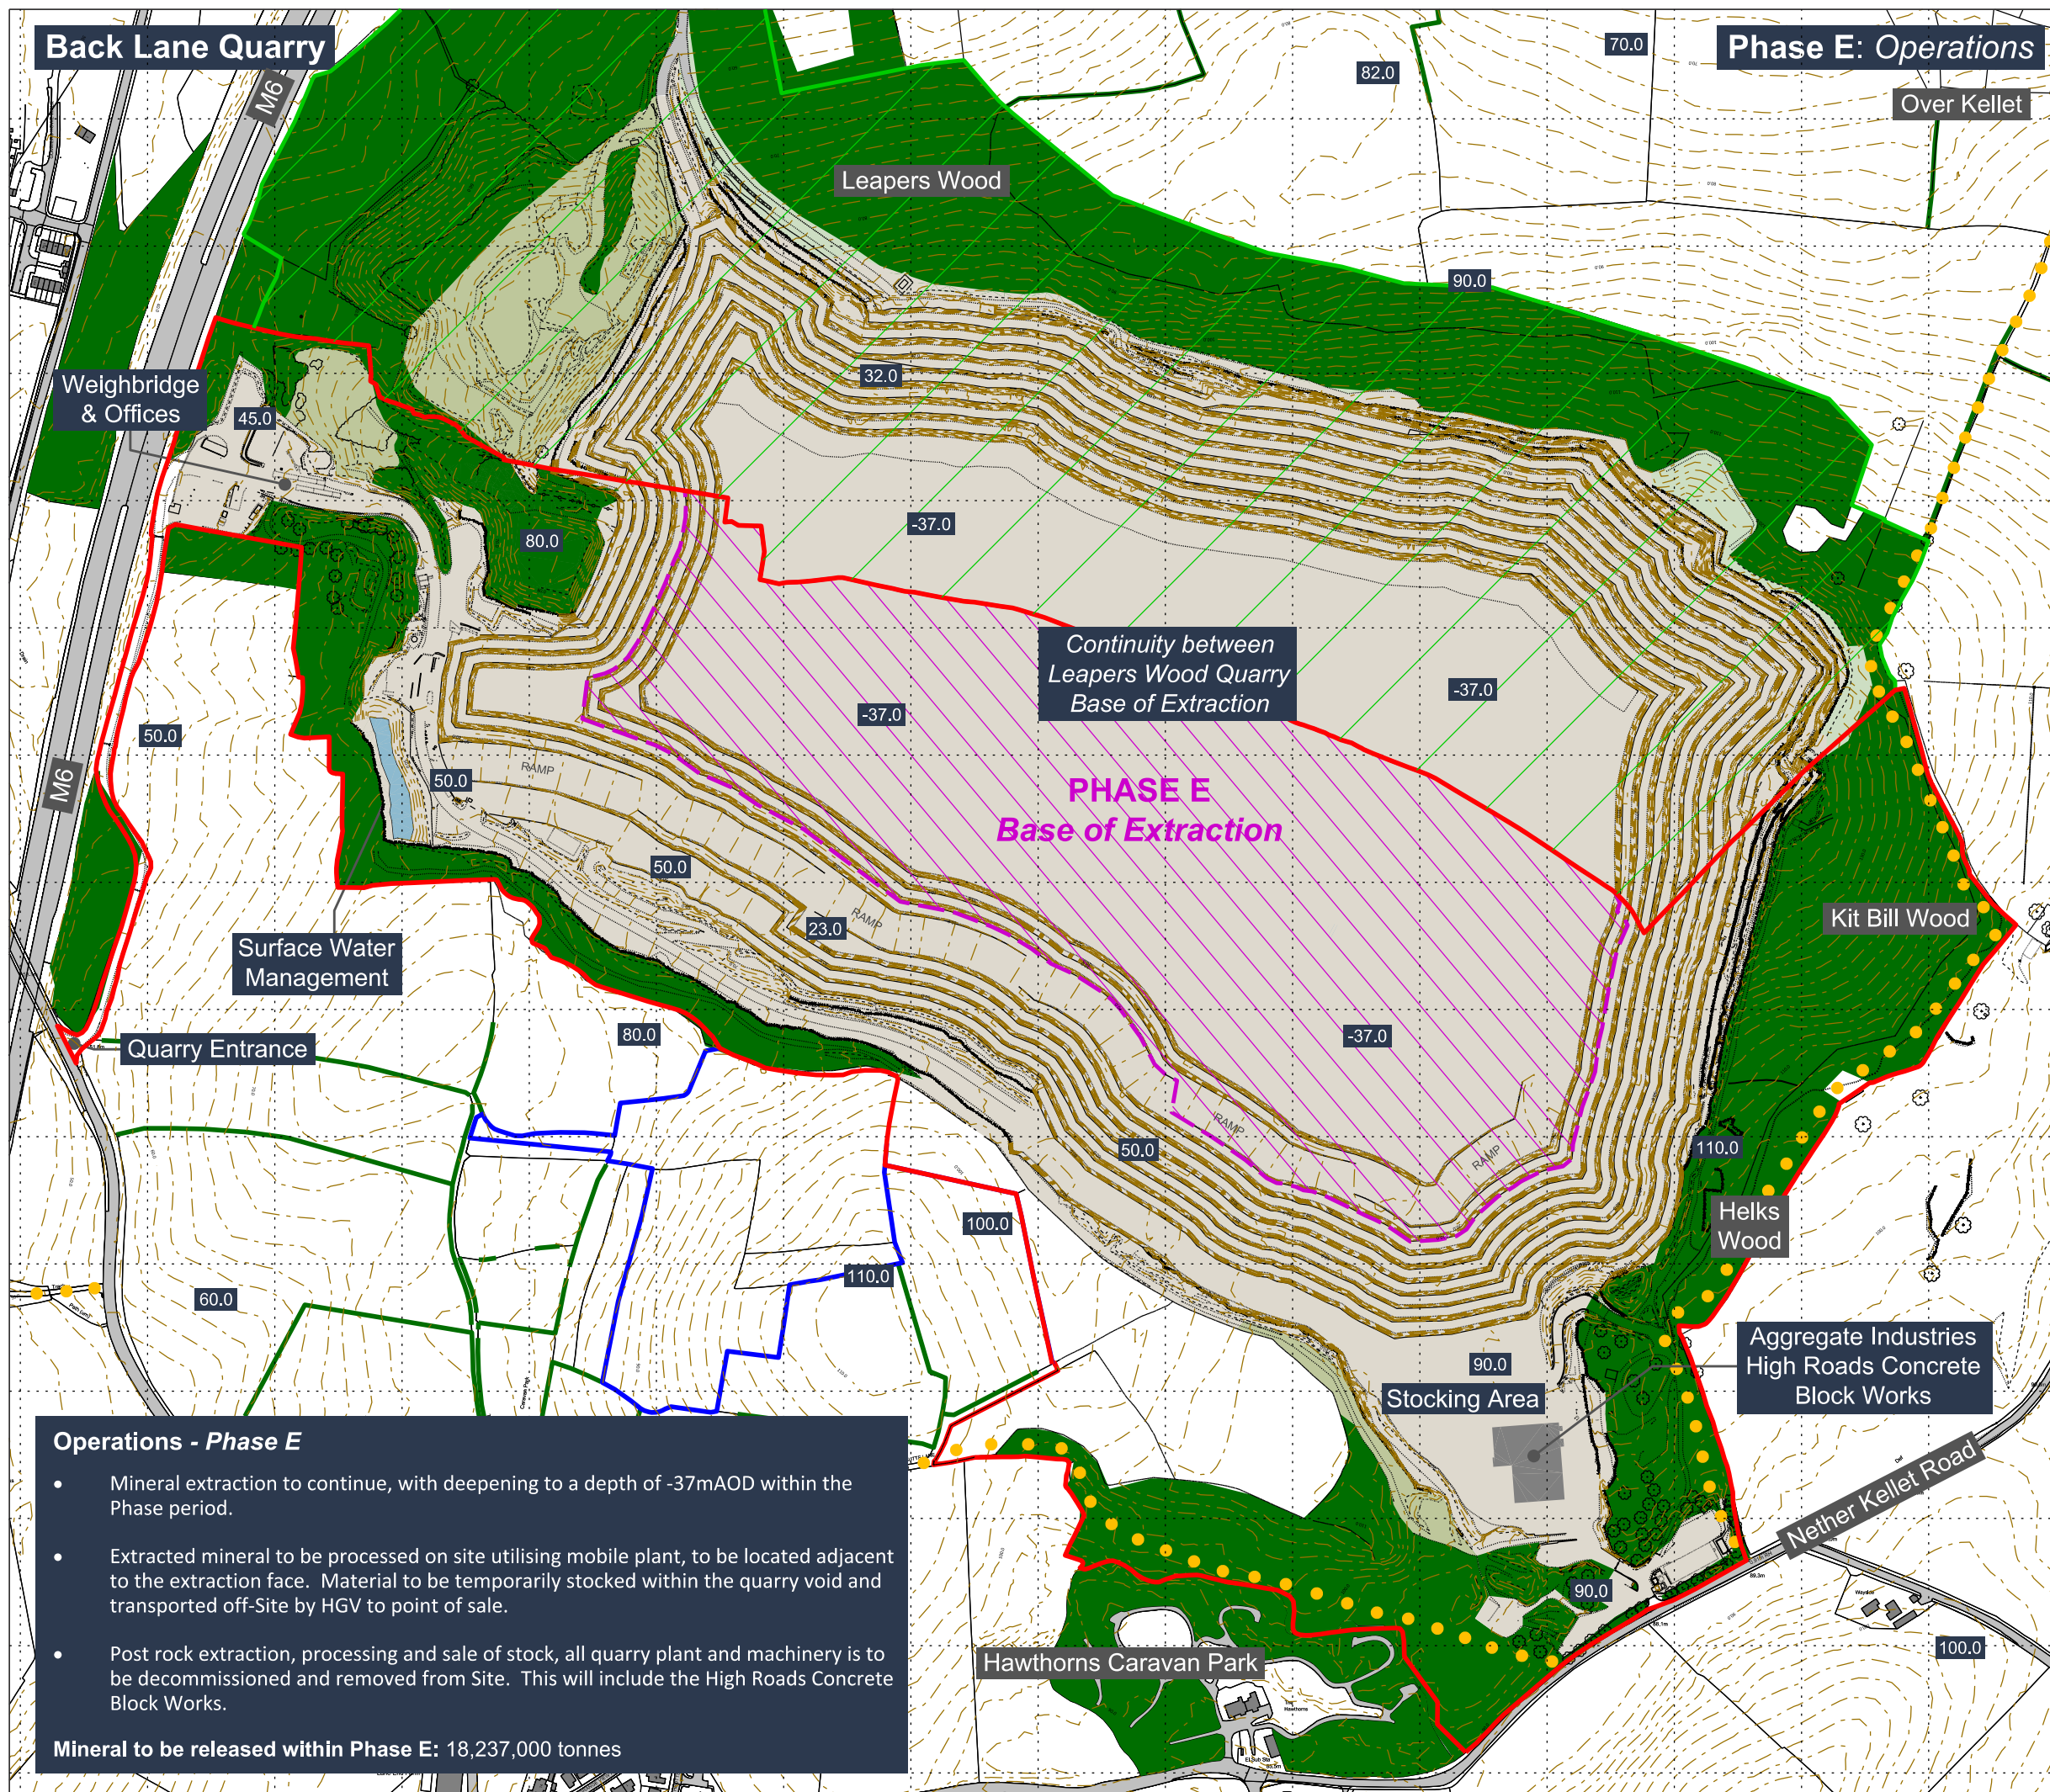 Back Lane Quarry
Phase E: Operations
M6
70.0
82.0
Over Kellet
Leapers Wood
90.0
32.0
Weighbridge
& Offices
45.0
-37.0
80.0
Continuity between
Leapers Wood Quarry
Base of Extraction
-37.0
-37.0
50.0
M6
50.0
RAMP
PHASE E
Base of Extraction
50.0
RAMP
23.0
Kit Bill Wood
Surface Water
Management
80.0
-37.0
Quarry Entrance
RAMP
50.0
RAMP
110.0
100.0
Helks
Wood
110.0
60.0
90.0
Stocking Area
Aggregate Industries
High Roads Concrete
Block Works
Nether Kellet Road
90.0
100.0
Hawthorns Caravan Park
Operations - Phase E
• Mineral extraction to continue, with deepening to a depth of -37mAOD within the
Phase period.
• Extracted mineral to be processed on site utilising mobile plant, to be located adjacent
to the extraction face. Material to be temporarily stocked within the quarry void and
transported off-Site by HGV to point of sale.
• Post rock extraction, processing and sale of stock, all quarry plant and machinery is to
be decommissioned and removed from Site. This will include the High Roads Concrete
Block Works.
Mineral to be released within Phase E: 18,237,000 tonnes